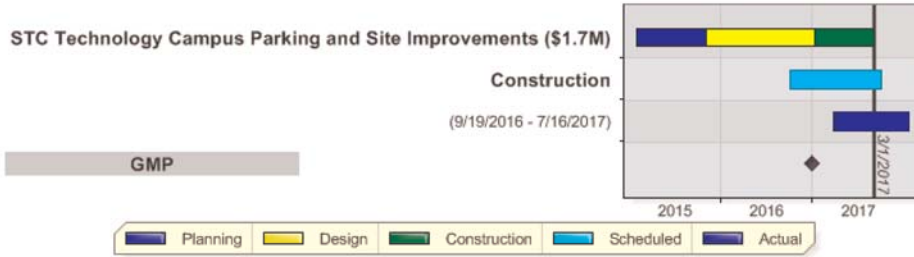 STC Technology Campus Parking and Site Improvements ($1.7M)
Construction
(9/19/2016 - 7/16/2017)
GMP
3/1/2017
2015 2016 2017
Planning Design Construction Scheduled Actual